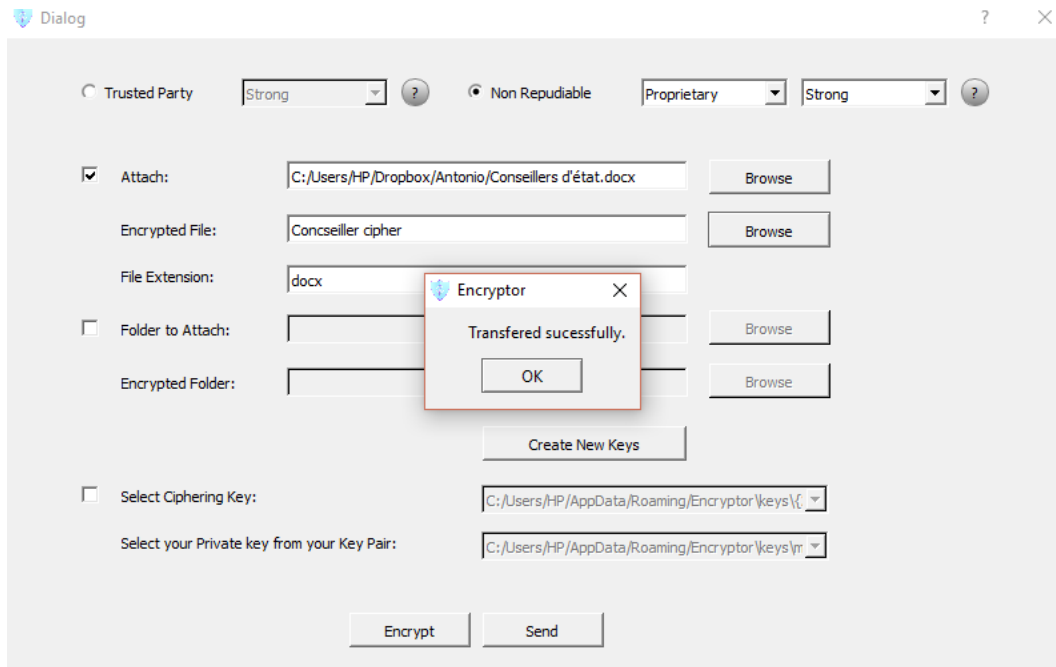 Dialog ?
Trusted Party Strong ? Non Repudiable Proprietary Strong ?
Attach: C:/Users/HP/Dropbox/Antonio/Conseillers d'état.docx Browse
Encrypted File: Concseiller cipher Browse
File Extension: docx
Encryptor
Transfered sucessfully.
OK
Folder to Attach: Browse
Encrypted Folder: Browse
Create New Keys
Select Ciphering Key: C:/Users/HP/AppData/Roaming/Encryptor\keys\{
Select your Private key from your Key Pair: C:/Users/HP/AppData/Roaming/Encryptor\keys\m
Encrypt Send